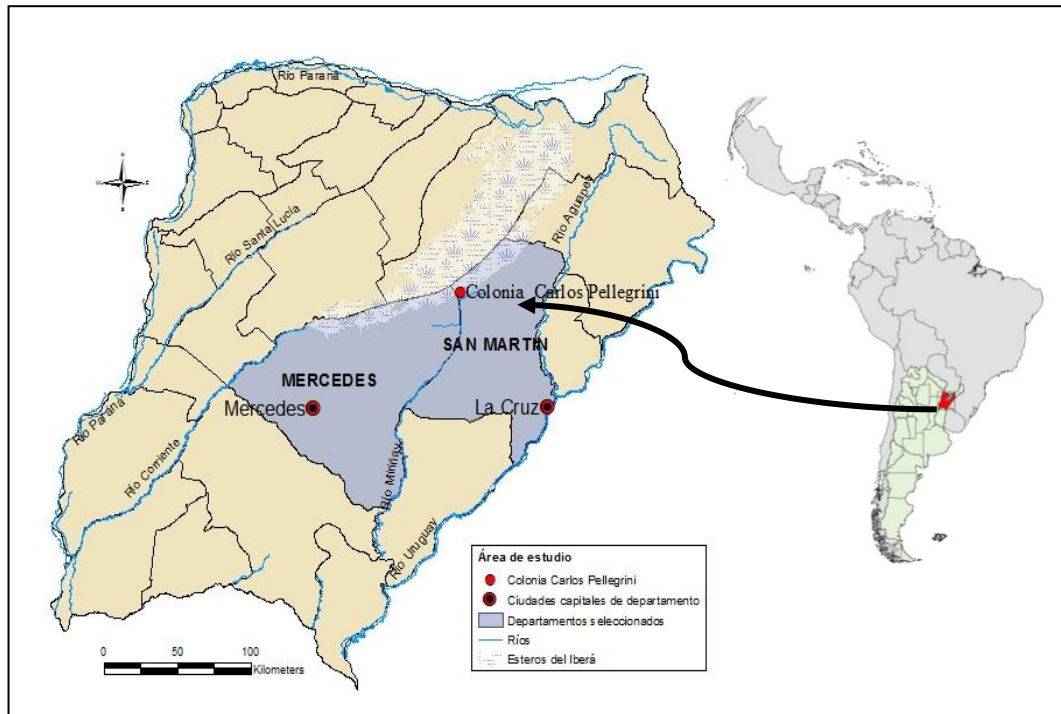 Río Paraná
Río Santa Lucía
Río Aguapey
Colonia Carlos Pellegrini
SAN MARTÍN
MERCEDES
Mercedes
La Cruz
Río Paraná
Río Corriente
Río Miriñay
Río Uruguay
Área de estudio
Colonia Carlos Pellegrini
Ciudades capitales de departamento
Departamentos seleccionados
Ríos
Esteros del Iberá
0 50 100
Kilometers